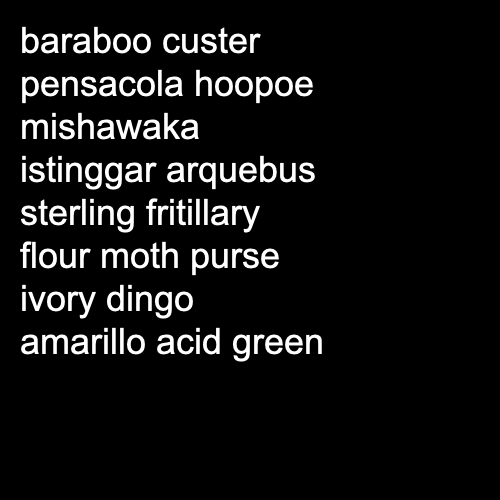 baraboo custer
pensacola hoopoe
mishawaka
istinggar arquebus
sterling fritillary
flour moth purse
ivory dingo
amarillo acid green